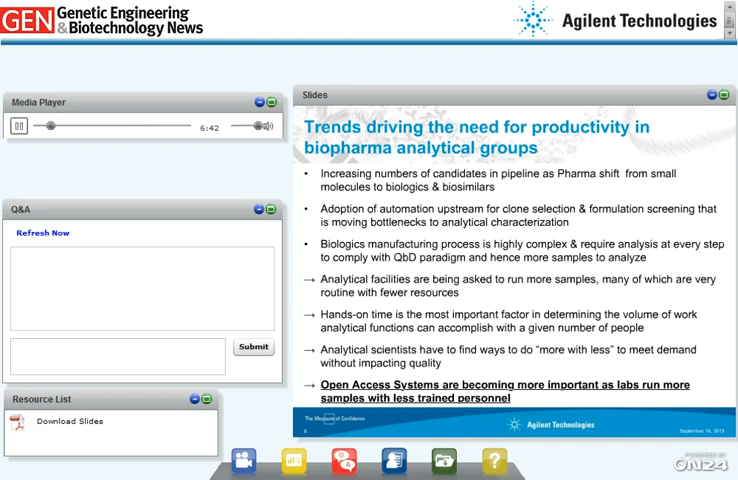 GEN Genetic Engineering
& Biotechnology News
Agilent Technologies
Media Player
6:42
Q&A
Refresh Now
Submit
Resource List
Download Slides
Slides
Trends driving the need for productivity in
biopharma analytical groups
• Increasing numbers of candidates in pipeline as Pharma shift from small
molecules to biologics & biosimilars
• Adoption of automation upstream for clone selection & formulation screening that
is moving bottlenecks to analytical characterization
• Biologics manufacturing process is highly complex & require analysis at every step
to comply with QbD paradigm and hence more samples to analyze
→ Analytical facilities are being asked to run more samples, many of which are very
routine with fewer resources
→ Hands-on time is the most important factor in determining the volume of work
analytical functions can accomplish with a given number of people
→ Analytical scientists have to find ways to do “more with less” to meet demand
without impacting quality
→ Open Access Systems are becoming more important as labs run more
samples with less trained personnel
The Measure of Confidence
Agilent Technologies
September 16, 2013
Q
A
?
POWERED BY
ON24